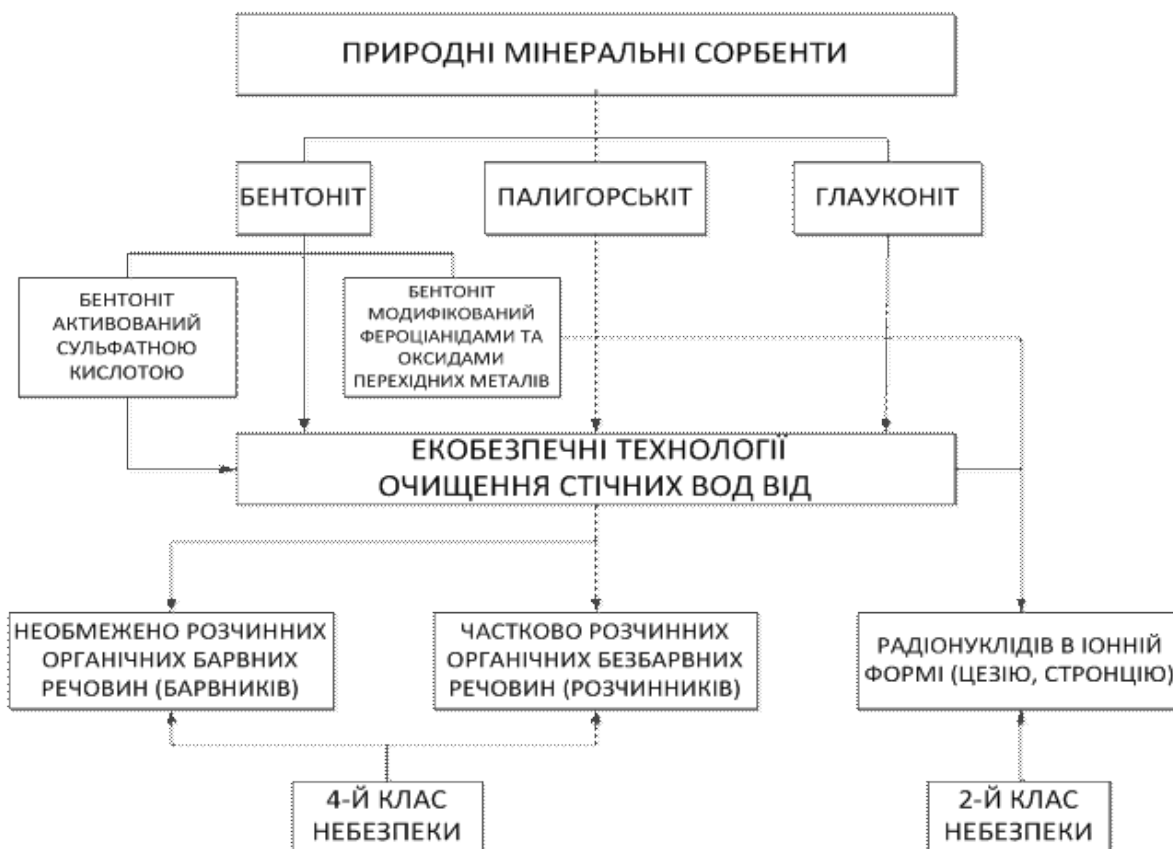 ПРИРОДНІ МІНЕРАЛЬНІ СОРБЕНТИ
БЕНТОНІТ
ПАЛИГОРСЬКІТ
ГЛАУКОНІТ
БЕНТОНІТ
АКТИВОВАНИЙ
СУЛЬФАТНОЮ
КИСЛОТОЮ
БЕНТОНІТ
МОДИФІКОВАНИЙ
ФЕРОЦІАНІДАМИ ТА
ОКСИДАМИ
ПЕРЕХІДНИХ МЕТАЛІВ
ЕКОБЕЗПЕЧНІ ТЕХНОЛОГІЇ
ОЧИЩЕННЯ СТІЧНИХ ВОД ВІД
НЕОБМЕЖЕНО РОЗЧИННИХ
ОРГАНІЧНИХ БАРВНИХ
РЕЧОВИН (БАРВНИКІВ)
ЧАСТКОВО РОЗЧИННИХ
ОРГАНІЧНИХ БЕЗБАРВНИХ
РЕЧОВИН (РОЗЧИННИКІВ)
РАДІОНУКЛІДІВ В ІОННІЙ
ФОРМІ (ЦЕЗІЮ, СТРОНЦІЮ)
4-Й КЛАС
НЕБЕЗПЕКИ
2-Й КЛАС
НЕБЕЗПЕКИ